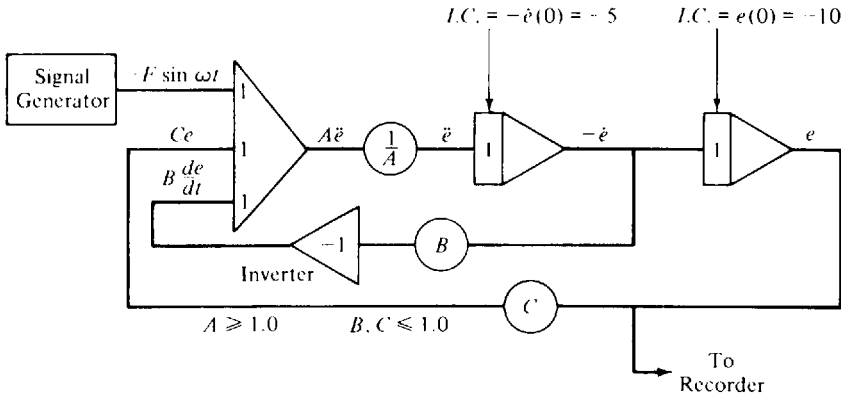 I.C. = −ė(0) = −5
I.C. = e(0) = −10
Signal
Generator
-F sin ωt
1
Ce
1
B de/dt
1
Aë
1/A
ë
1
−ė
1
e
−1
Inverter
B
C
A ⩾ 1.0
B, C ⩽ 1.0
To
Recorder